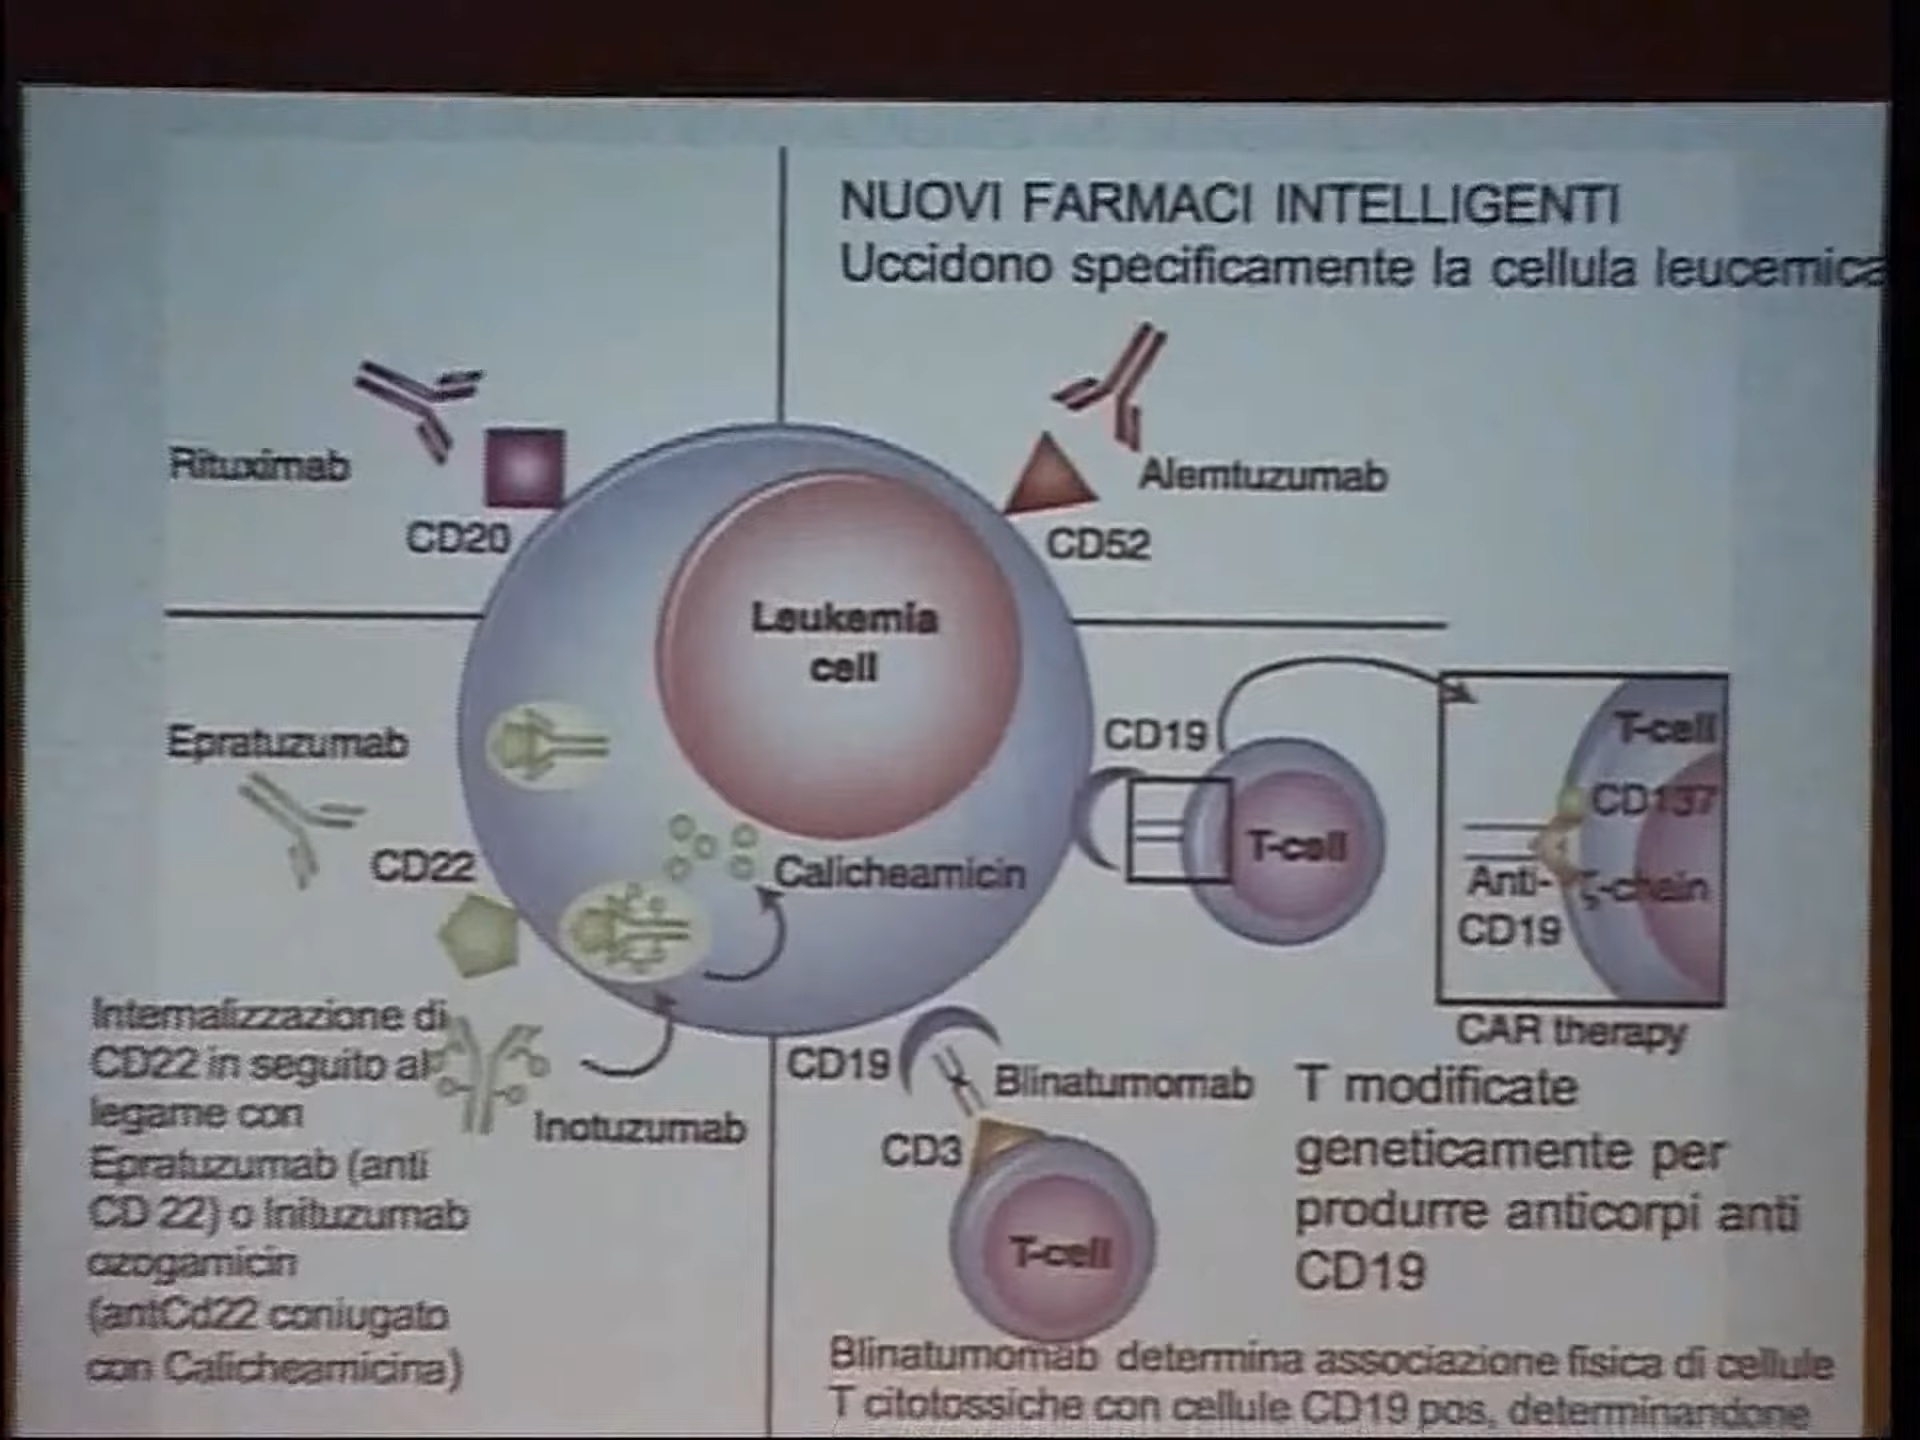 NUOVI FARMACI INTELLIGENTI
Uccidono specificamente la cellula leucemica
Rituximab
CD20
Alemtuzumab
CD52
Leukemia
cell
Epratuzumab
CD22
Calicheamicin
CD19
T-cell
T-cell
CD137
Anti-
CD19
ζ-chain
CAR therapy
Internalizzazione di
CD22 in seguito al
legame con
Epratuzumab (anti
CD 22) o Inituzumab
ozogamicin
(antCd22 coniugato
con Calicheamicina)
Inotuzumab
CD19
Blinatumomab
CD3
T-cell
T modificate
geneticamente per
produrre anticorpi anti
CD19
Blinatumomab determina associazione fisica di cellule
T citotossiche con cellule CD19 pos, determinandone